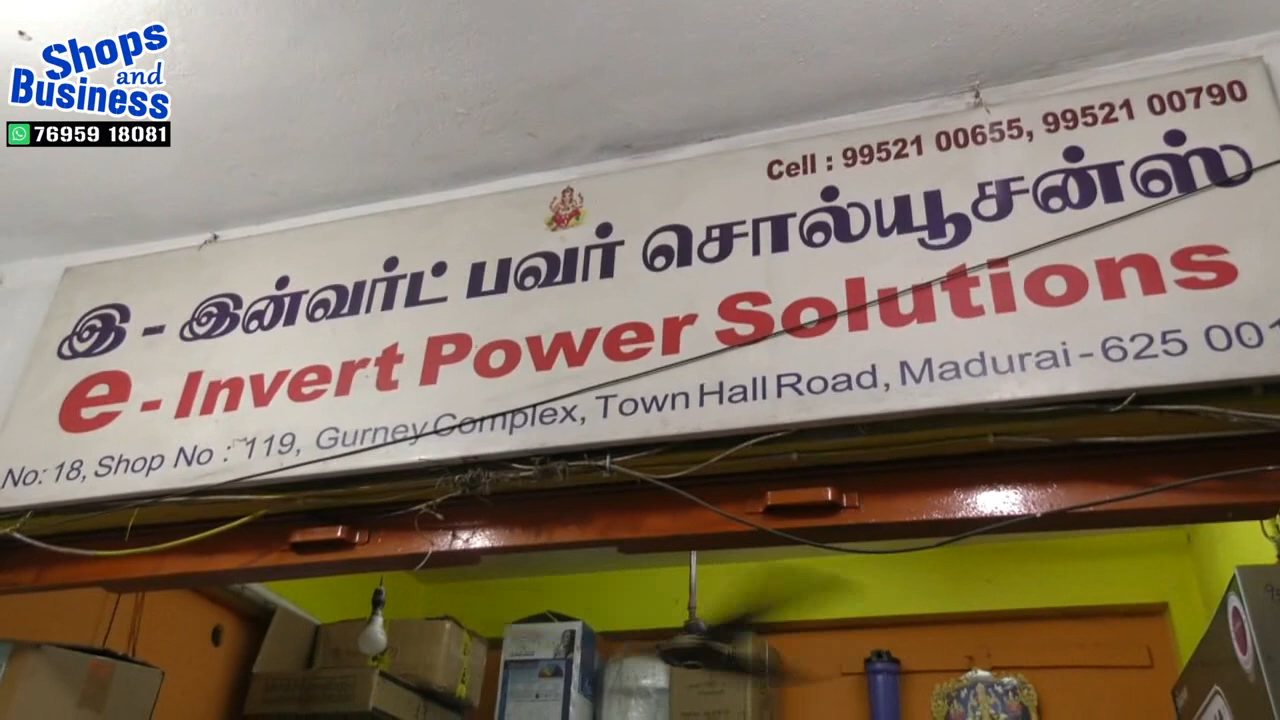 Shops
and
Business
76959 18081
Cell : 99521 00655, 99521 00790
இ - இன்வர்ட் பவர் சொல்யூசன்ஸ்
e - Invert Power Solutions
No: 18, Shop No : 119, Gurney Complex, Town Hall Road, Madurai - 625 001